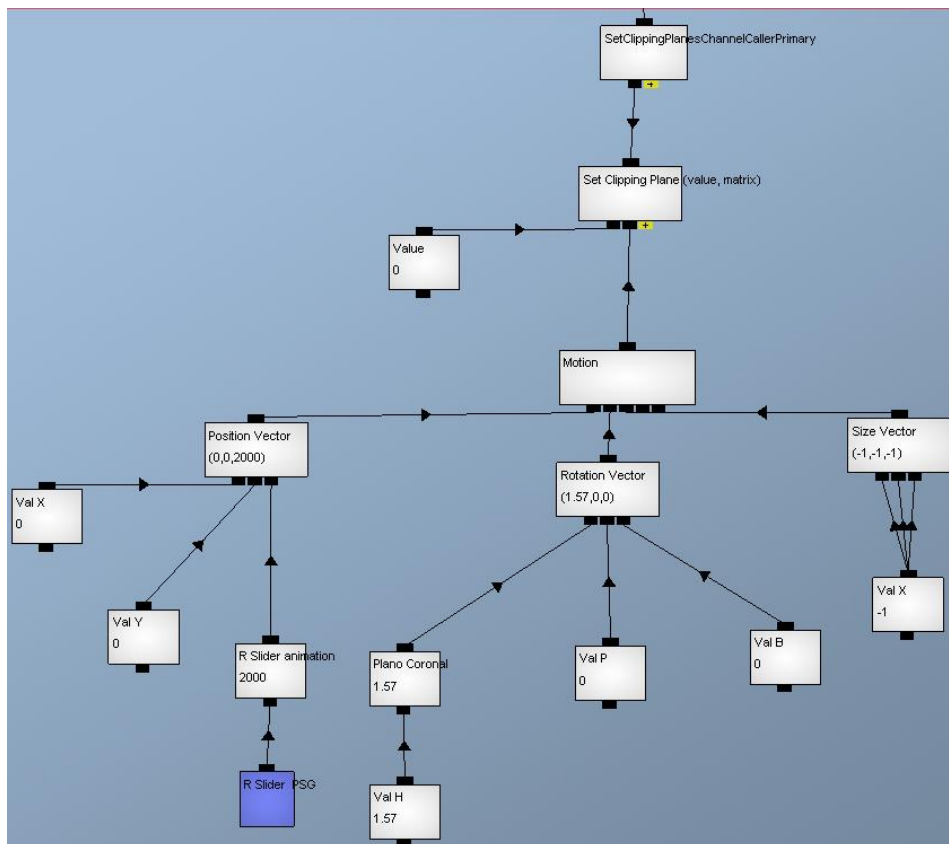 SetClippingPlanesChannelCallerPrimary
+
Set Clipping Plane (value, matrix)
+
Value
0
Motion
Position Vector
(0,0,2000)
Size Vector
(-1,-1,-1)
Rotation Vector
(1.57,0,0)
Val X
0
Val X
-1
Val Y
0
R Slider animation
2000
Plano Coronal
1.57
Val P
0
Val B
0
R Slider PSG
Val H
1.57